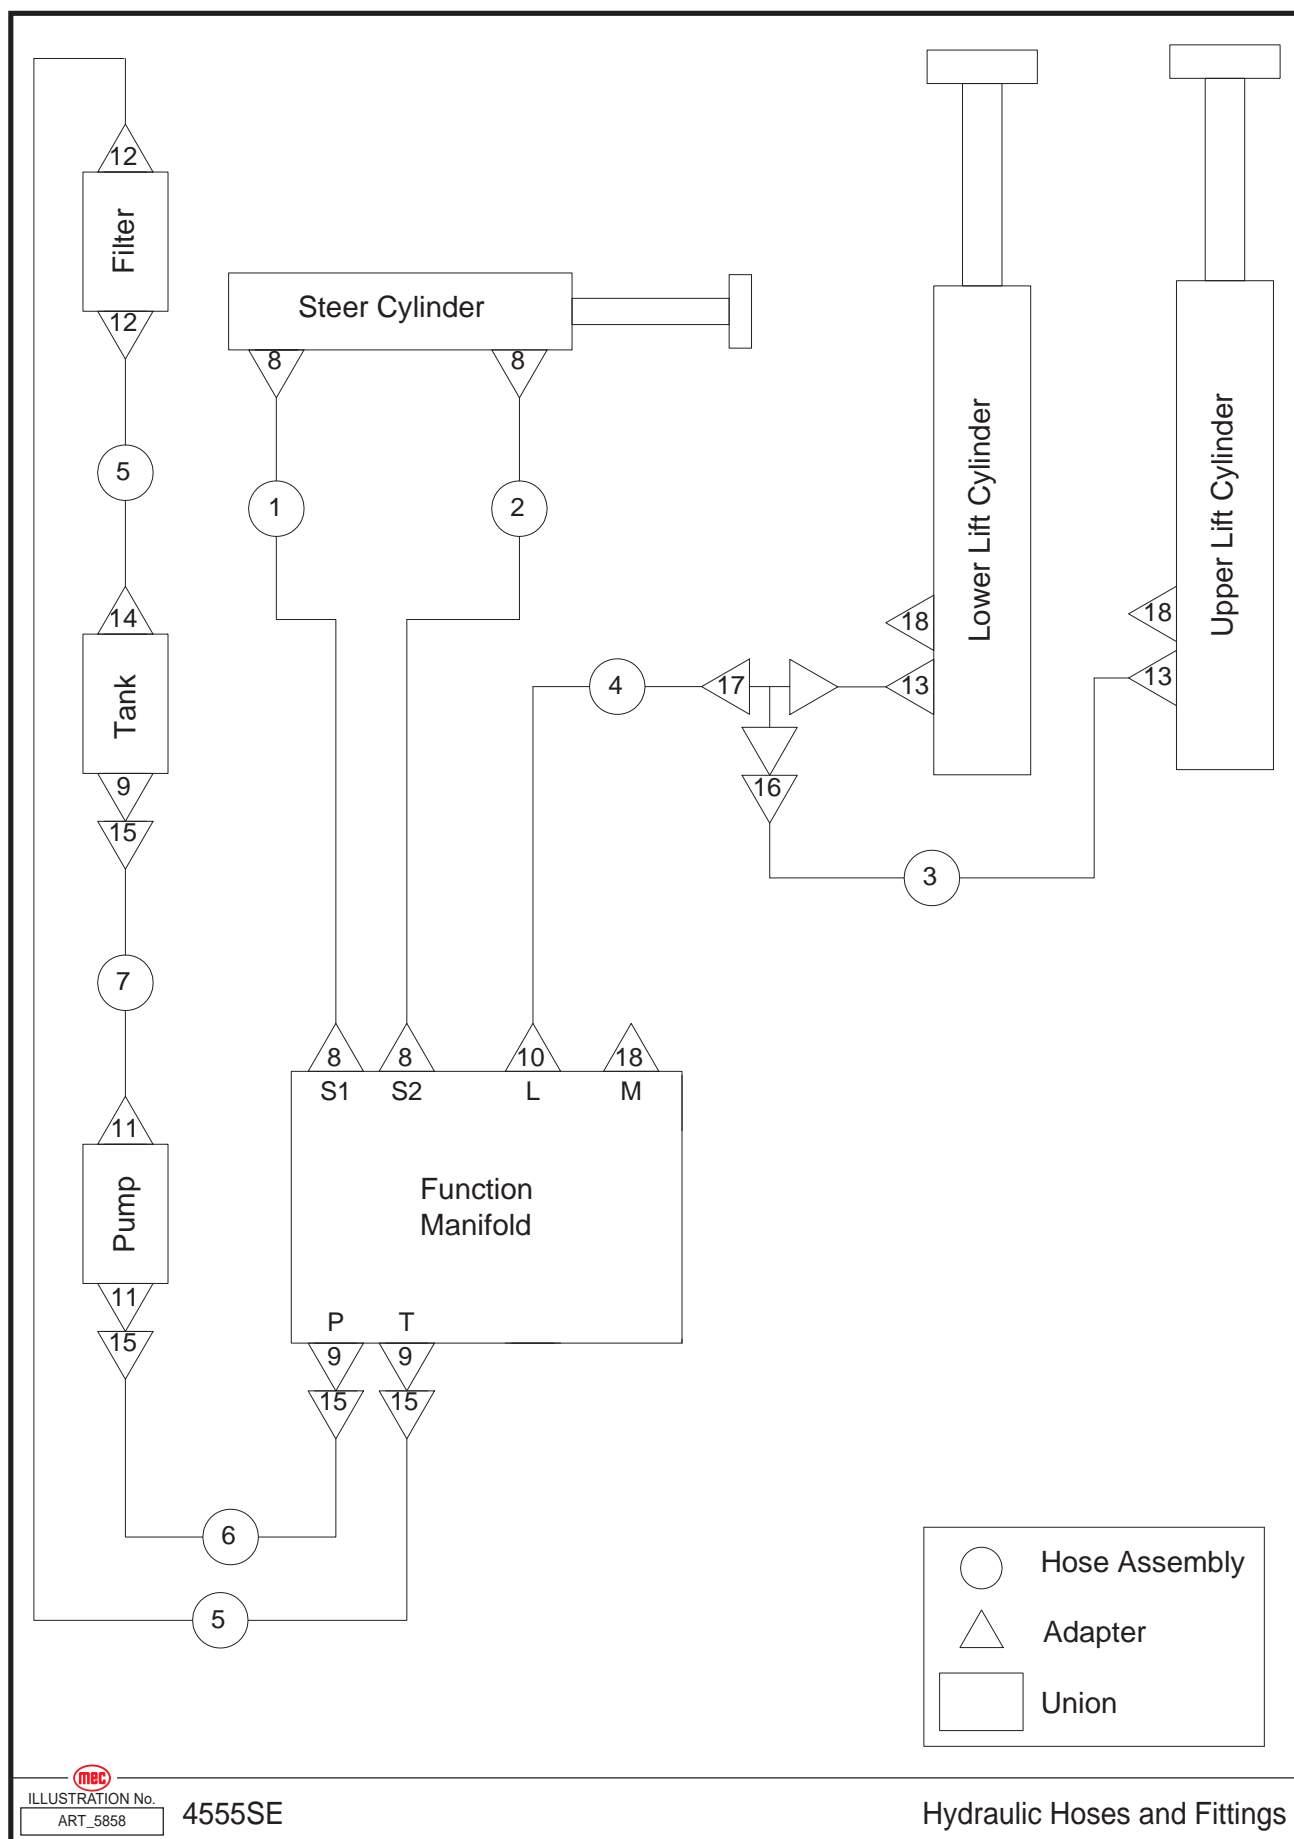 12
Filter
12
Steer Cylinder
8
8
5
1
2
Lower Lift Cylinder
Upper Lift Cylinder
14
18
18
Tank
4
17
13
13
9
16
15
3
7
8
8
10
18
S1
S2
L
M
11
Pump
Function
Manifold
11
P
T
15
9
9
15
15
6
5
Hose Assembly
Adapter
Union
mec
ILLUSTRATION No.
ART_5858
4555SE
Hydraulic Hoses and Fittings